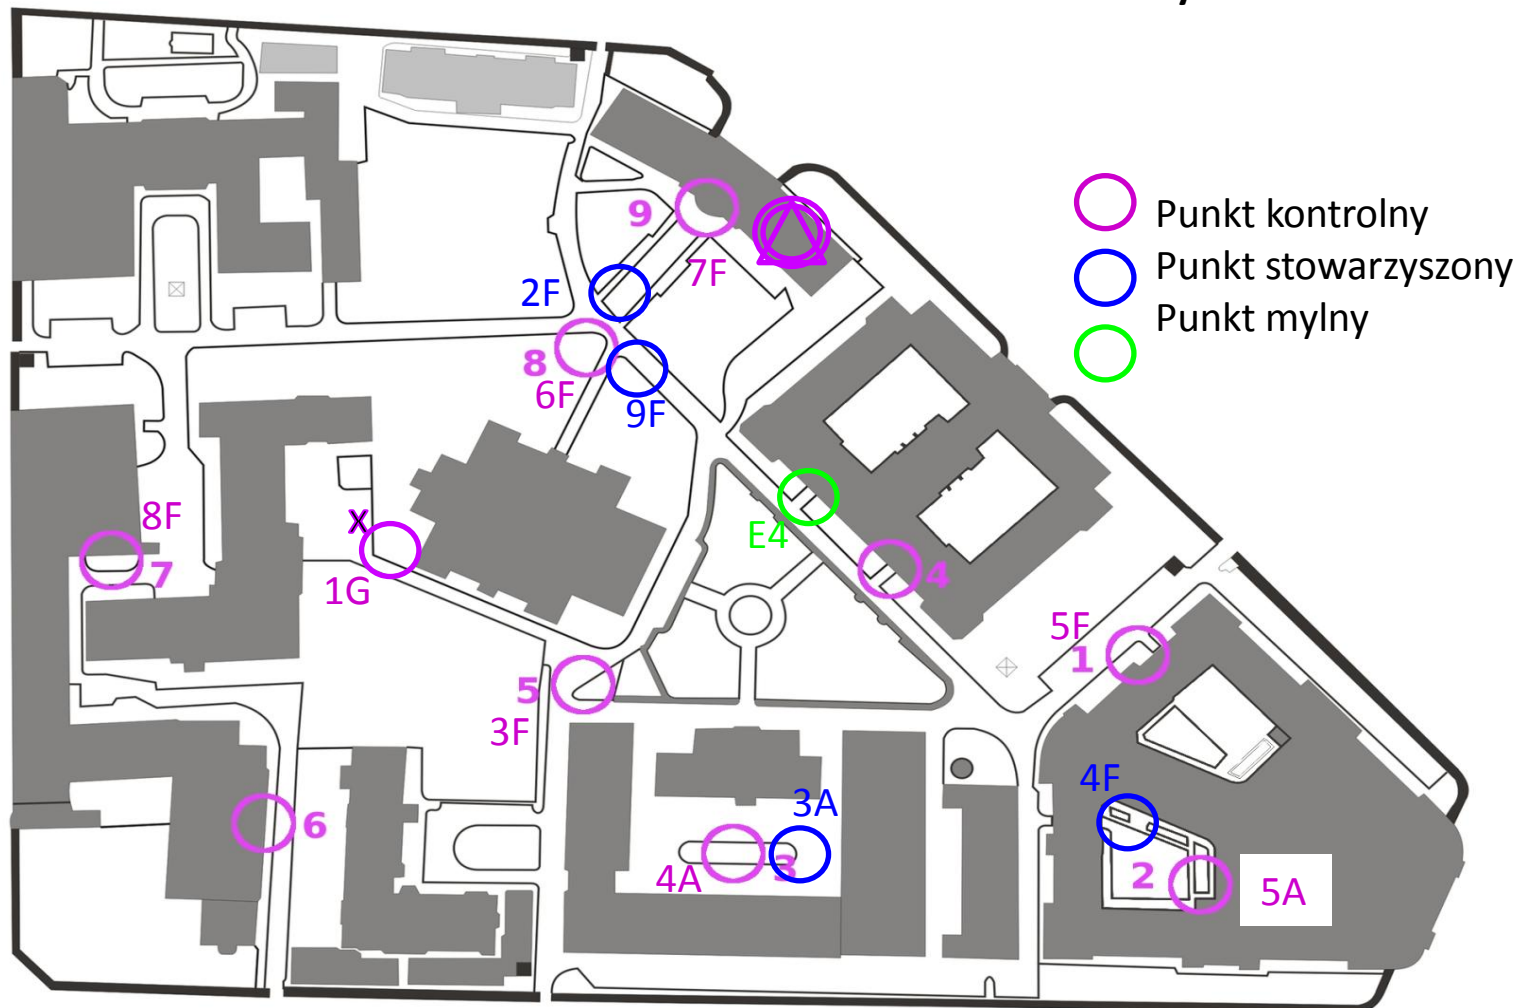 9
7F
2F
8
6F
9F
Punkt kontrolny
Punkt stowarzyszony
Punkt mylny
8F
7
X
1G
E4
4
5F
1
5
3F
6
4F
3A
4A
3
2
5A